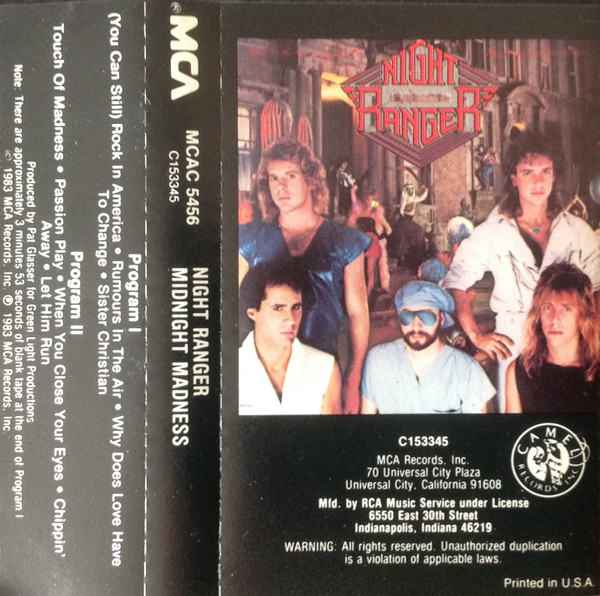 Program I
(You Can Still) Rock In America • Rumours In The Air • Why Does Love Have
To Change • Sister Christian
Program II
Touch Of Madness • Passion Play • When You Close Your Eyes • Chippin'
Away • Let Him Run
Produced by Pat Glasser for Green Light Productions
Note: There are approximately 3 minutes 53 seconds of blank tape at the end of Program I
© 1983 MCA Records, Inc. ℗ 1983 MCA Records, Inc.
MCA®
MCAC 5456
C153345
NIGHT RANGER
MIDNIGHT MADNESS
NIGHT
RANGER
C153345
MCA Records, Inc.
70 Universal City Plaza
Universal City, California 91608
Mfd. by RCA Music Service under License
6550 East 30th Street
Indianapolis, Indiana 46219
WARNING: All rights reserved. Unauthorized duplication
is a violation of applicable laws.
CAMEL
RECORDS, INC.
Printed in U.S.A.